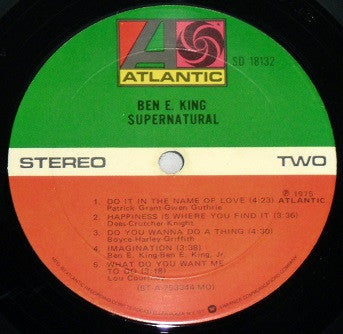 ATLANTIC
SD 18132
BEN E. KING
SUPERNATURAL
STEREO
TWO
℗ 1975
ATLANTIC
1. DO IT IN THE NAME OF LOVE (4:23)
Patrick Grant-Gwen Guthrie
2. HAPPINESS IS WHERE YOU FIND IT (3:36)
Dees-Crutcher Knight
3. DO YOU WANNA DO A THING (4:30)
Boyce-Harley-Griffith
4. IMAGINATION (3:38)
Ben E. King-Ben E. King, Jr.
5. WHAT DO YOU WANT ME
TO DO (3:18)
Lou Courtney
(ST-A-753344 MO)